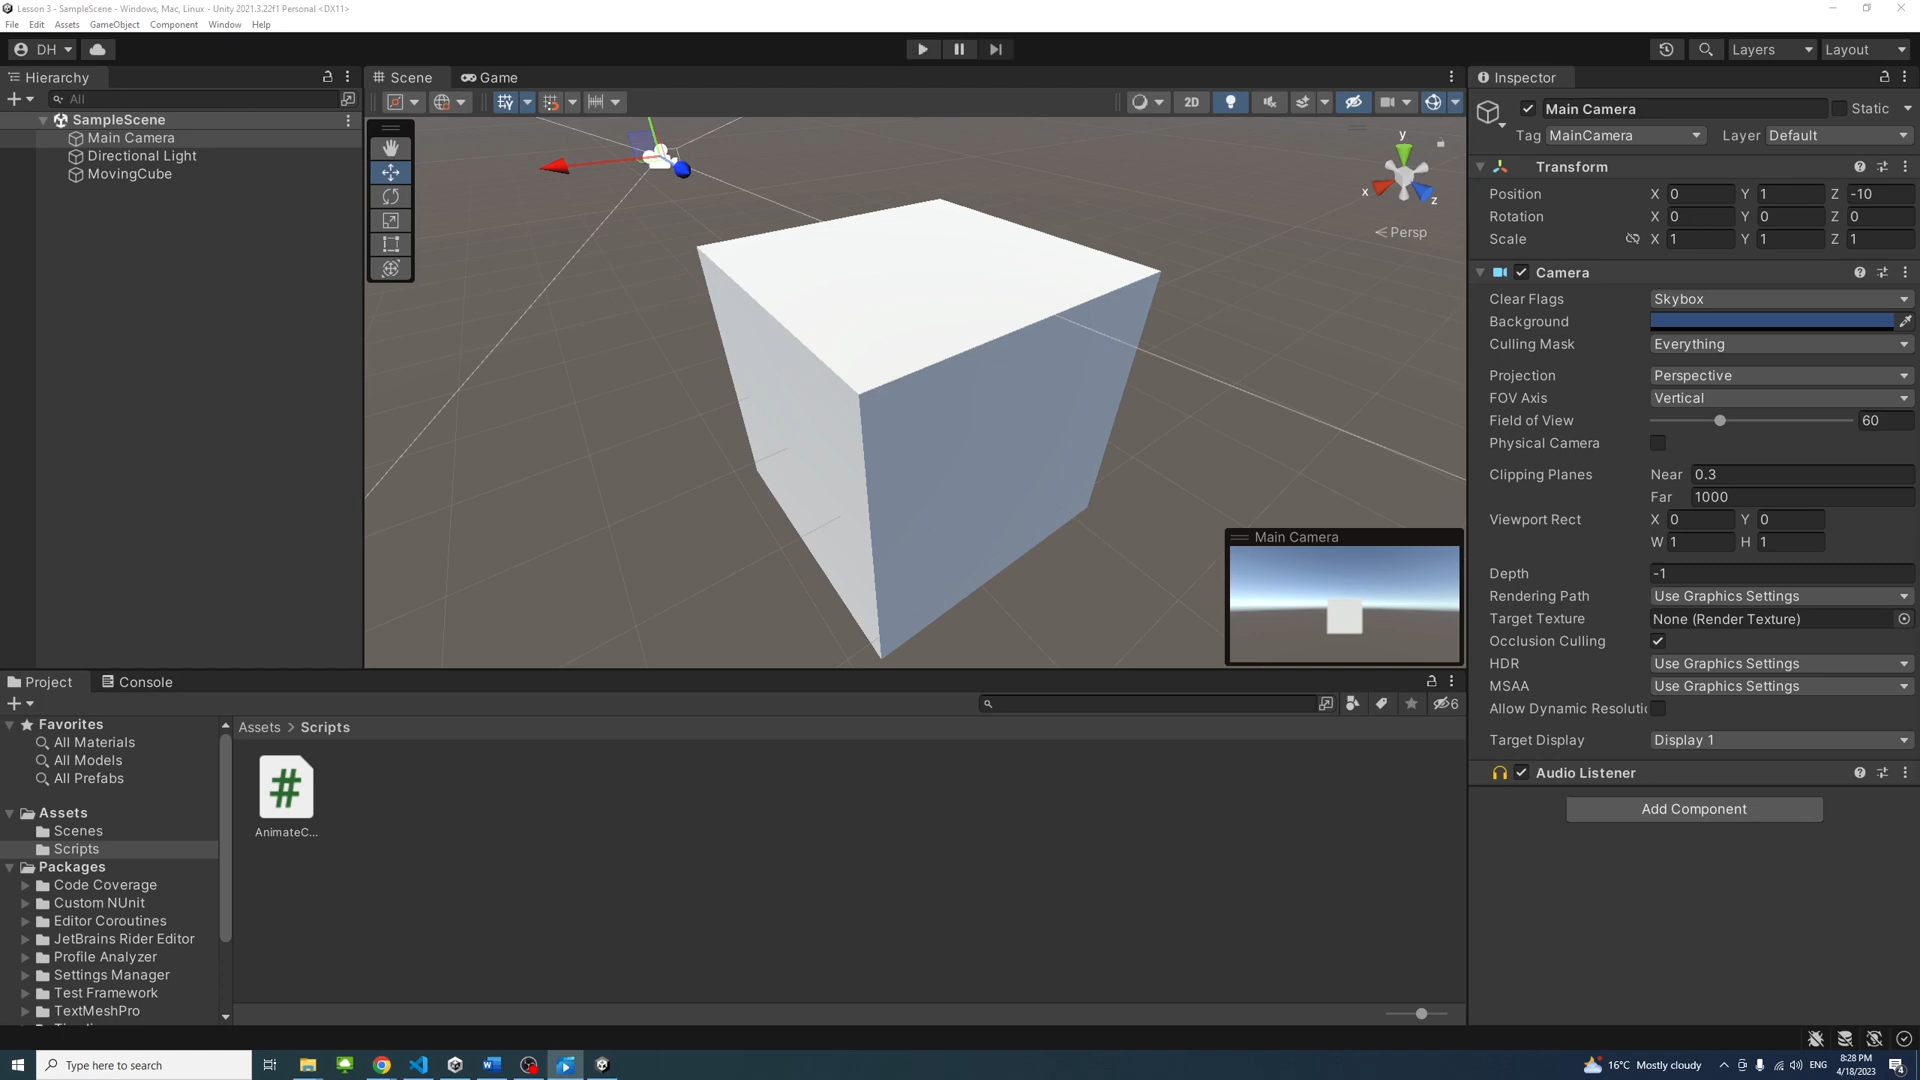 Lesson 3 - SampleScene - Windows, Mac, Linux - Unity 2021.3.22f1 Personal <DX11>
File Edit Assets GameObject Component Window Help
DH
Layers Layout
Hierarchy
All
SampleScene
Main Camera
Directional Light
MovingCube
Scene Game
2D
y
x
z
< Persp
Main Camera
Inspector
Main Camera Static
Tag MainCamera Layer Default
Transform
Position X 0 Y 1 Z -10
Rotation X 0 Y 0 Z 0
Scale X 1 Y 1 Z 1
Camera
Clear Flags Skybox
Background
Culling Mask Everything
Projection Perspective
FOV Axis Vertical
Field of View 60
Physical Camera
Clipping Planes Near 0.3
Far 1000
Viewport Rect X 0 Y 0
W 1 H 1
Depth -1
Rendering Path Use Graphics Settings
Target Texture None (Render Texture)
Occlusion Culling
HDR Use Graphics Settings
MSAA Use Graphics Settings
Allow Dynamic Resoluti
Target Display Display 1
Audio Listener
Add Component
Project Console
6
Favorites
All Materials
All Models
All Prefabs
Assets
Scenes
Scripts
Packages
Code Coverage
Custom NUnit
Editor Coroutines
JetBrains Rider Editor
Profile Analyzer
Settings Manager
Test Framework
TextMeshPro
Assets > Scripts
#
AnimateC...
Type here to search
16°C Mostly cloudy
ENG
8:28 PM
4/18/2023
4